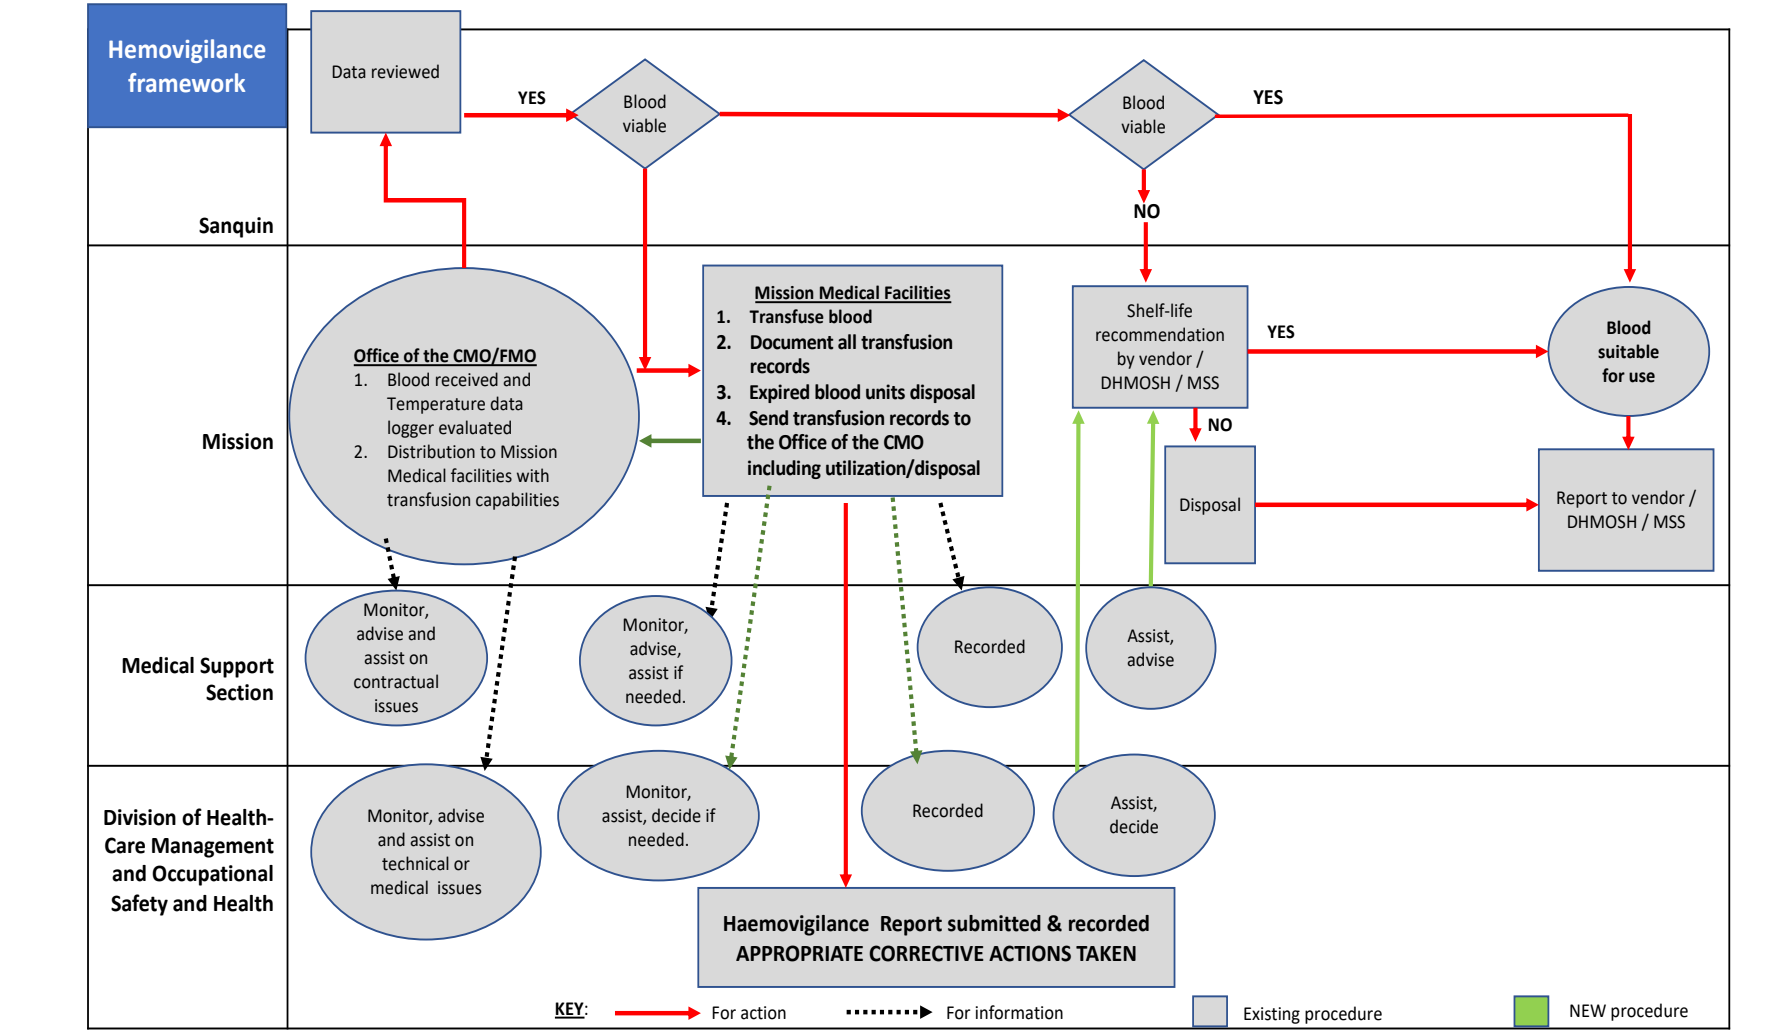 Hemovigilance
framework
Data reviewed
YES
Blood
viable
Blood
viable
YES
NO
Sanquin
Mission
Office of the CMO/FMO
1. Blood received and
Temperature data
logger evaluated
2. Distribution to Mission
Medical facilities with
transfusion capabilities
Mission Medical Facilities
1. Transfuse blood
2. Document all transfusion
records
3. Expired blood units disposal
4. Send transfusion records to
the Office of the CMO
including utilization/disposal
Shelf-life
recommendation
by vendor /
DHMOSH / MSS
YES
NO
Blood
suitable
for use
Disposal
Report to vendor /
DHMOSH / MSS
Medical Support
Section
Monitor,
advise and
assist on
contractual
issues
Monitor,
advise,
assist if
needed.
Recorded
Assist,
advise
Division of Health-
Care Management
and Occupational
Safety and Health
Monitor, advise
and assist on
technical or
medical issues
Monitor,
assist, decide if
needed.
Recorded
Assist,
decide
Haemovigilance Report submitted & recorded
APPROPRIATE CORRECTIVE ACTIONS TAKEN
KEY:
For action
For information
Existing procedure
NEW procedure